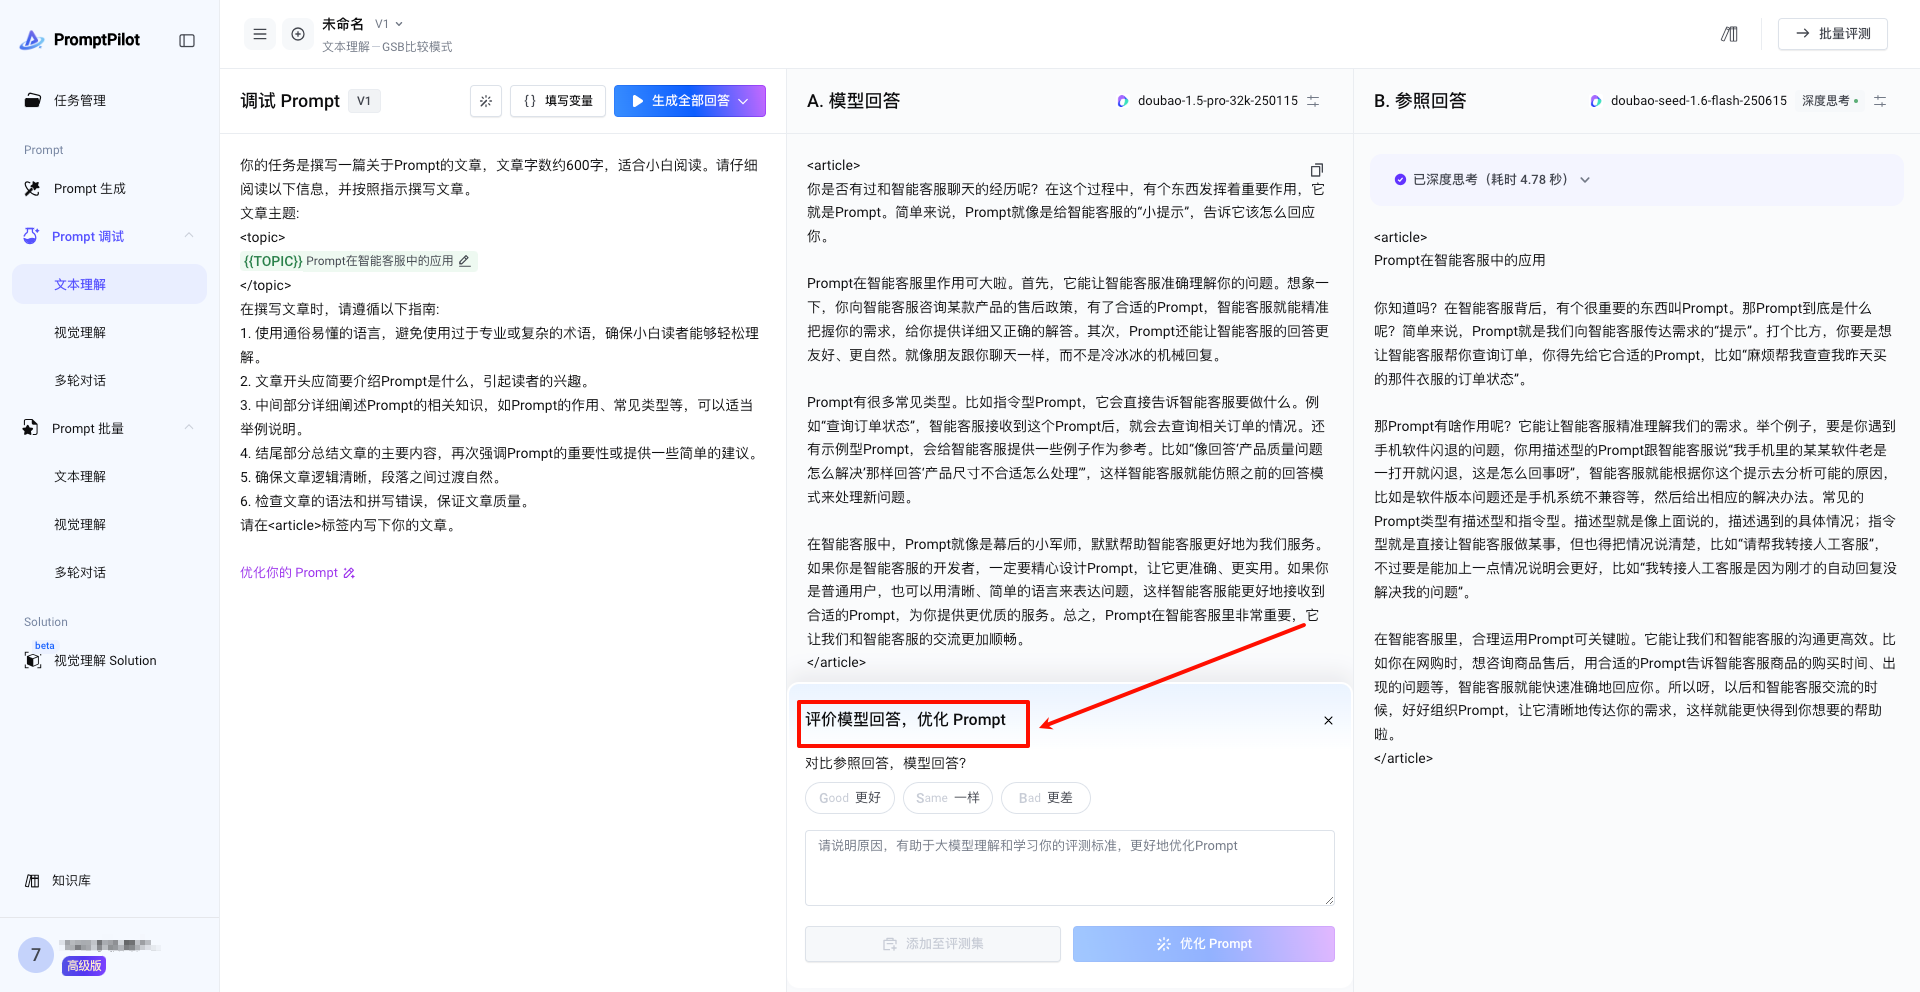 PromptPilot
任务管理
Prompt
Prompt 生成
Prompt 调试
文本理解
视觉理解
多轮对话
Prompt 批量
文本理解
视觉理解
多轮对话
Solution
beta
视觉理解 Solution
知识库
7
高级版
未命名 V1
文本理解－GSB比较模式
批量评测
调试 Prompt V1
{} 填写变量
生成全部回答
你的任务是撰写一篇关于Prompt的文章，文章字数约600字，适合小白阅读。请仔细
阅读以下信息，并按照指示撰写文章。
文章主题:
<topic>
{{TOPIC}} Prompt在智能客服中的应用
</topic>
在撰写文章时，请遵循以下指南:
1. 使用通俗易懂的语言，避免使用过于专业或复杂的术语，确保小白读者能够轻松理
解。
2. 文章开头应简要介绍Prompt是什么，引起读者的兴趣。
3. 中间部分详细阐述Prompt的相关知识，如Prompt的作用、常见类型等，可以适当
举例说明。
4. 结尾部分总结文章的主要内容，再次强调Prompt的重要性或提供一些简单的建议。
5. 确保文章逻辑清晰，段落之间过渡自然。
6. 检查文章的语法和拼写错误，保证文章质量。
请在<article>标签内写下你的文章。
优化你的 Prompt
A. 模型回答
doubao-1.5-pro-32k-250115
<article>
你是否有过和智能客服聊天的经历呢？在这个过程中，有个东西发挥着重要作用，它
就是Prompt。简单来说，Prompt就像是给智能客服的“小提示”，告诉它该怎么回应
你。
Prompt在智能客服里作用可大啦。首先，它能让智能客服准确理解你的问题。想象一
下，你向智能客服咨询某款产品的售后政策，有了合适的Prompt，智能客服就能精准
把握你的需求，给你提供详细又正确的解答。其次，Prompt还能让智能客服的回答更
友好、更自然。就像朋友跟你聊天一样，而不是冷冰冰的机械回复。
Prompt有很多常见类型。比如指令型Prompt，它会直接告诉智能客服要做什么。例
如“查询订单状态”，智能客服接收到这个Prompt后，就会去查询相关订单的情况。还
有示例型Prompt，会给智能客服提供一些例子作为参考。比如“像回答‘产品质量问题
怎么解决’那样回答‘产品尺寸不合适怎么处理’”，这样智能客服就能仿照之前的回答模
式来处理新问题。
在智能客服中，Prompt就像是幕后的小军师，默默帮助智能客服更好地为我们服务。
如果你是智能客服的开发者，一定要精心设计Prompt，让它更准确、更实用。如果你
是普通用户，也可以用清晰、简单的语言来表达问题，这样智能客服能更好地接收到
合适的Prompt，为你提供更优质的服务。总之，Prompt在智能客服里非常重要，它
让我们和智能客服的交流更加顺畅。
</article>
评价模型回答，优化 Prompt
对比参照回答，模型回答？
Good 更好 Same 一样 Bad 更差
请说明原因，有助于大模型理解和学习你的评测标准，更好地优化Prompt
添加至评测集
优化 Prompt
B. 参照回答
doubao-seed-1.6-flash-250615 深度思考
已深度思考（耗时 4.78 秒）
<article>
Prompt在智能客服中的应用
你知道吗？在智能客服背后，有个很重要的东西叫Prompt。那Prompt到底是什么
呢？简单来说，Prompt就是我们向智能客服传达需求的“提示”。打个比方，你要是想
让智能客服帮你查询订单，你得先给它合适的Prompt，比如“麻烦帮我查查我昨天买
的那件衣服的订单状态”。
那Prompt有啥作用呢？它能让智能客服精准理解我们的需求。举个例子，要是你遇到
手机软件闪退的问题，你用描述型的Prompt跟智能客服说“我手机里的某某软件老是
一打开就闪退，这是怎么回事呀”，智能客服就能根据你这个提示去分析可能的原因，
比如是软件版本问题还是手机系统不兼容等，然后给出相应的解决办法。常见的
Prompt类型有描述型和指令型。描述型就是像上面说的，描述遇到的具体情况；指令
型就是直接让智能客服做某事，但也得把情况说清楚，比如“请帮我转接人工客服”，
不过要是能加上一点情况说明会更好，比如“我转接人工客服是因为刚才的自动回复没
解决我的问题”。
在智能客服里，合理运用Prompt可关键啦。它能让我们和智能客服的沟通更高效。比
如你在网购时，想咨询商品售后，用合适的Prompt告诉智能客服商品的购买时间、出
现的问题等，智能客服就能快速准确地回应你。所以呀，以后和智能客服交流的时
候，好好组织Prompt，让它清晰地传达你的需求，这样就能更快得到你想要的帮助
啦。
</article>